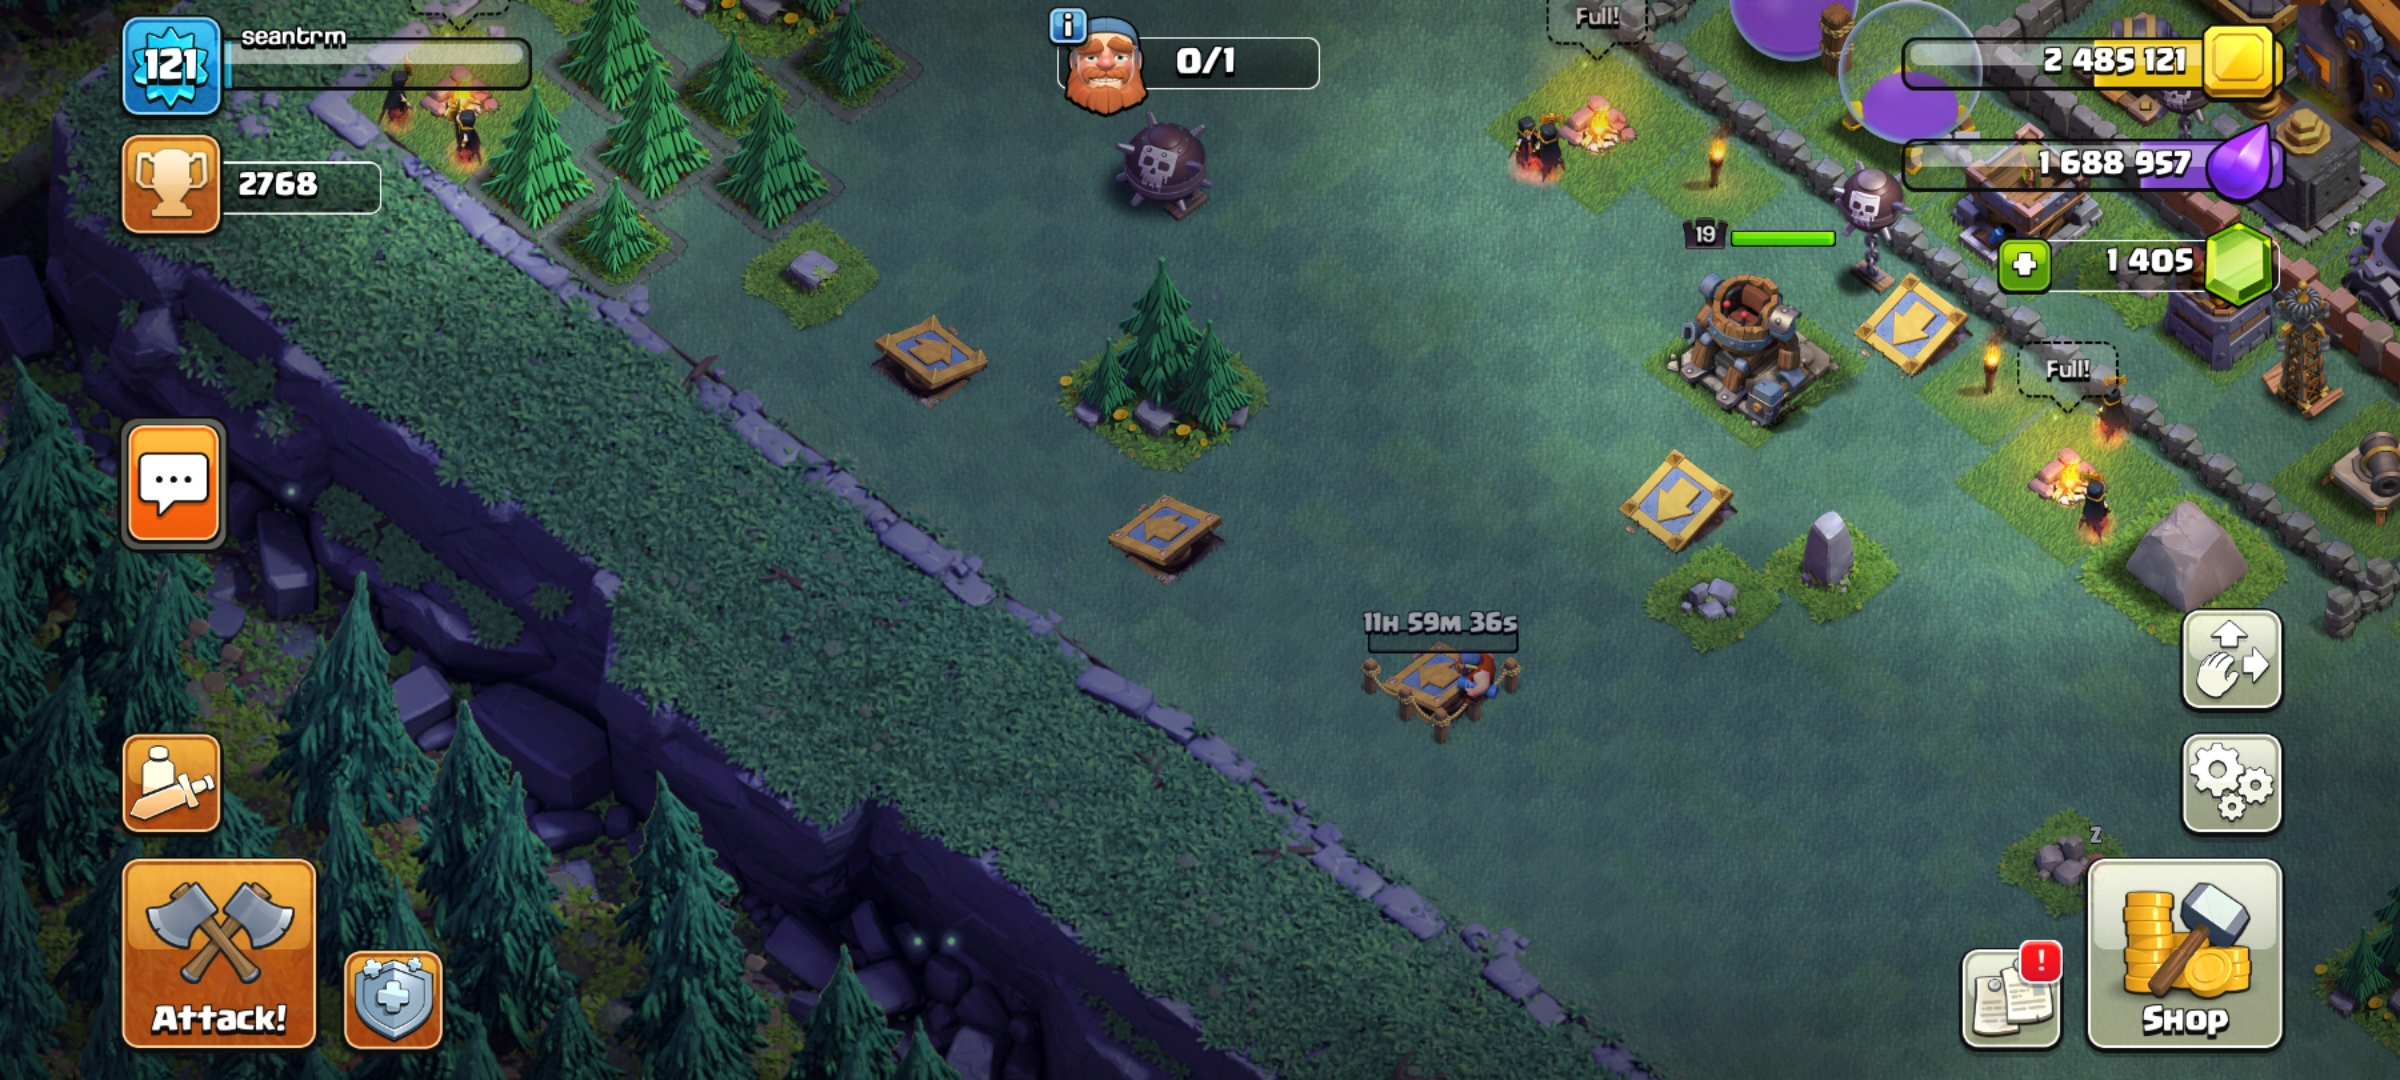 121
seantrm
2768
i
0/1
Full!
2 485 121
1 688 957
1 405
19
Full!
11H 59M 36S
Z
!
Attack!
Shop